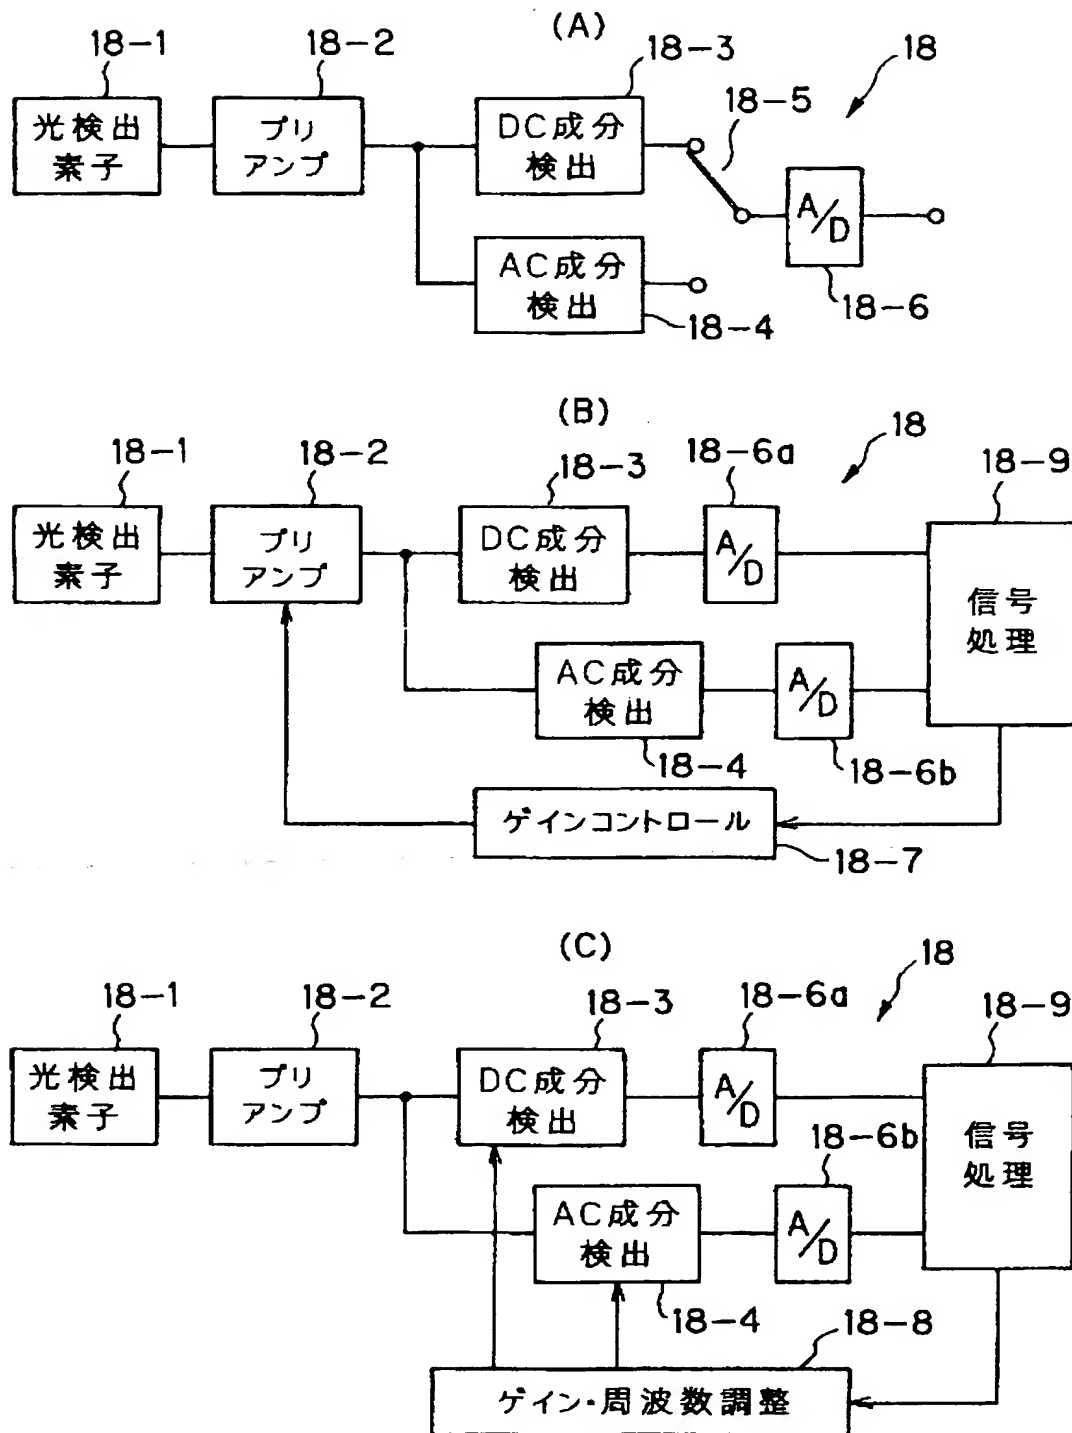 (A)
18-1
18-2
18-3
18
18-5
光検出
素子
プリ
アンプ
DC成分
検出
A/D
AC成分
検出
18-4
18-6
(B)
18-1
18-2
18-3
18-6a
18
18-9
光検出
素子
プリ
アンプ
DC成分
検出
A/D
信号
処理
AC成分
検出
A/D
18-4
18-6b
ゲインコントロール
18-7
(C)
18-1
18-2
18-3
18-6a
18
18-9
光検出
素子
プリ
アンプ
DC成分
検出
A/D
18-6b
信号
処理
AC成分
検出
A/D
18-4
18-8
ゲイン・周波数調整